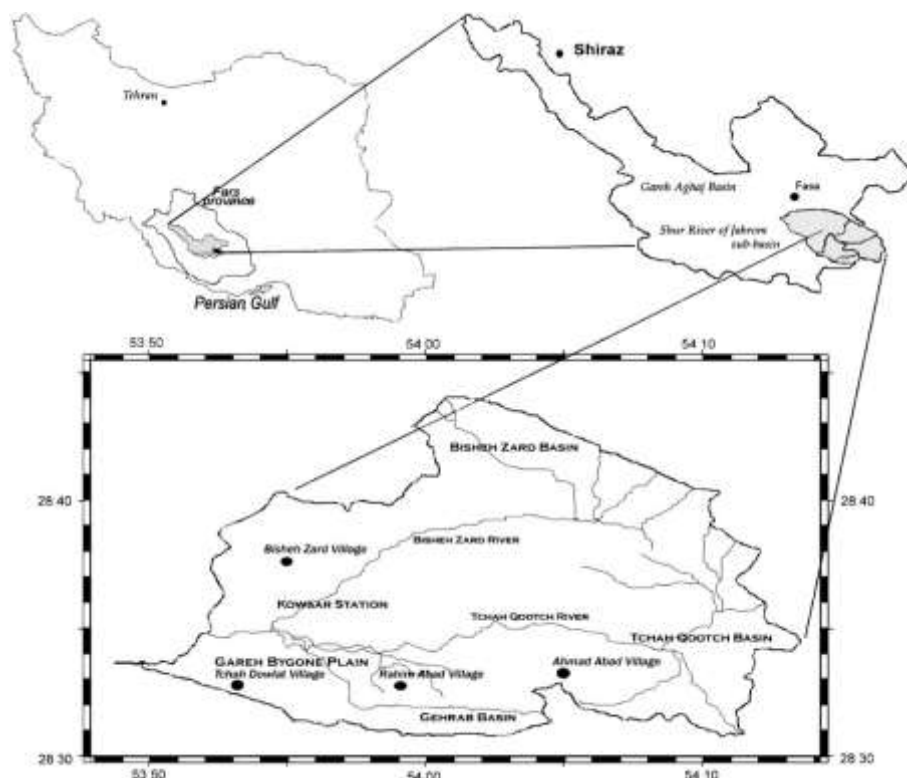 Shiraz
Tehran
Fars
province
Gareh Aghaj Basin
Fasa
Shur River of Jahrom
sub-basin
Persian Gulf
53 50
54 00
54 10
BISHEH ZARD BASIN
28 40
28 40
BISHEH ZARD RIVER
Bisheh Zard Village
KOWSAR STATION
TCHAH QOOTCH RIVER
TCHAH QOOTCH BASIN
GAREH BYGONE PLAIN
Tchah Dowlat Village
Rahim Abad Village
Ahmad Abad Village
GEHRAB BASIN
28 30
28 30
53 50
54 00
54 10